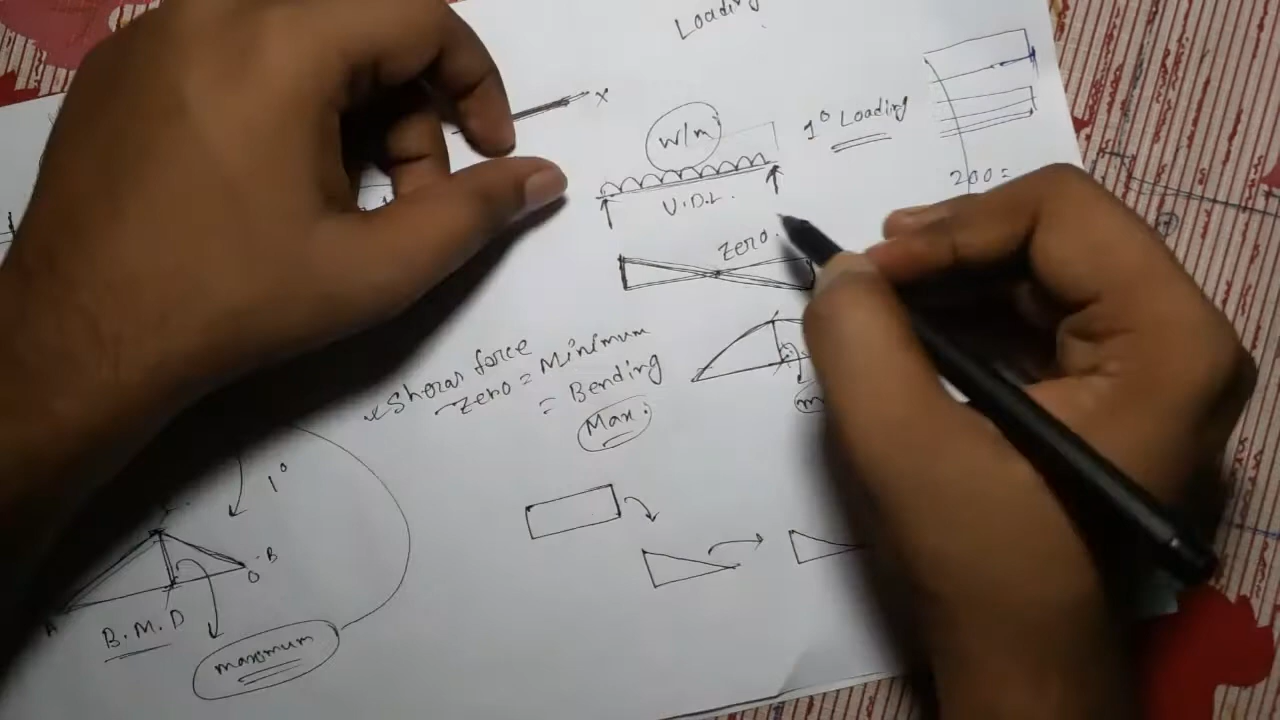 Loading
X
W/m
1° Loading
U.D.L.
200=
Zero.
*Shear force
Zero = Minimum
= Bending
Max.
1°
B
A
B.M.D
maximum